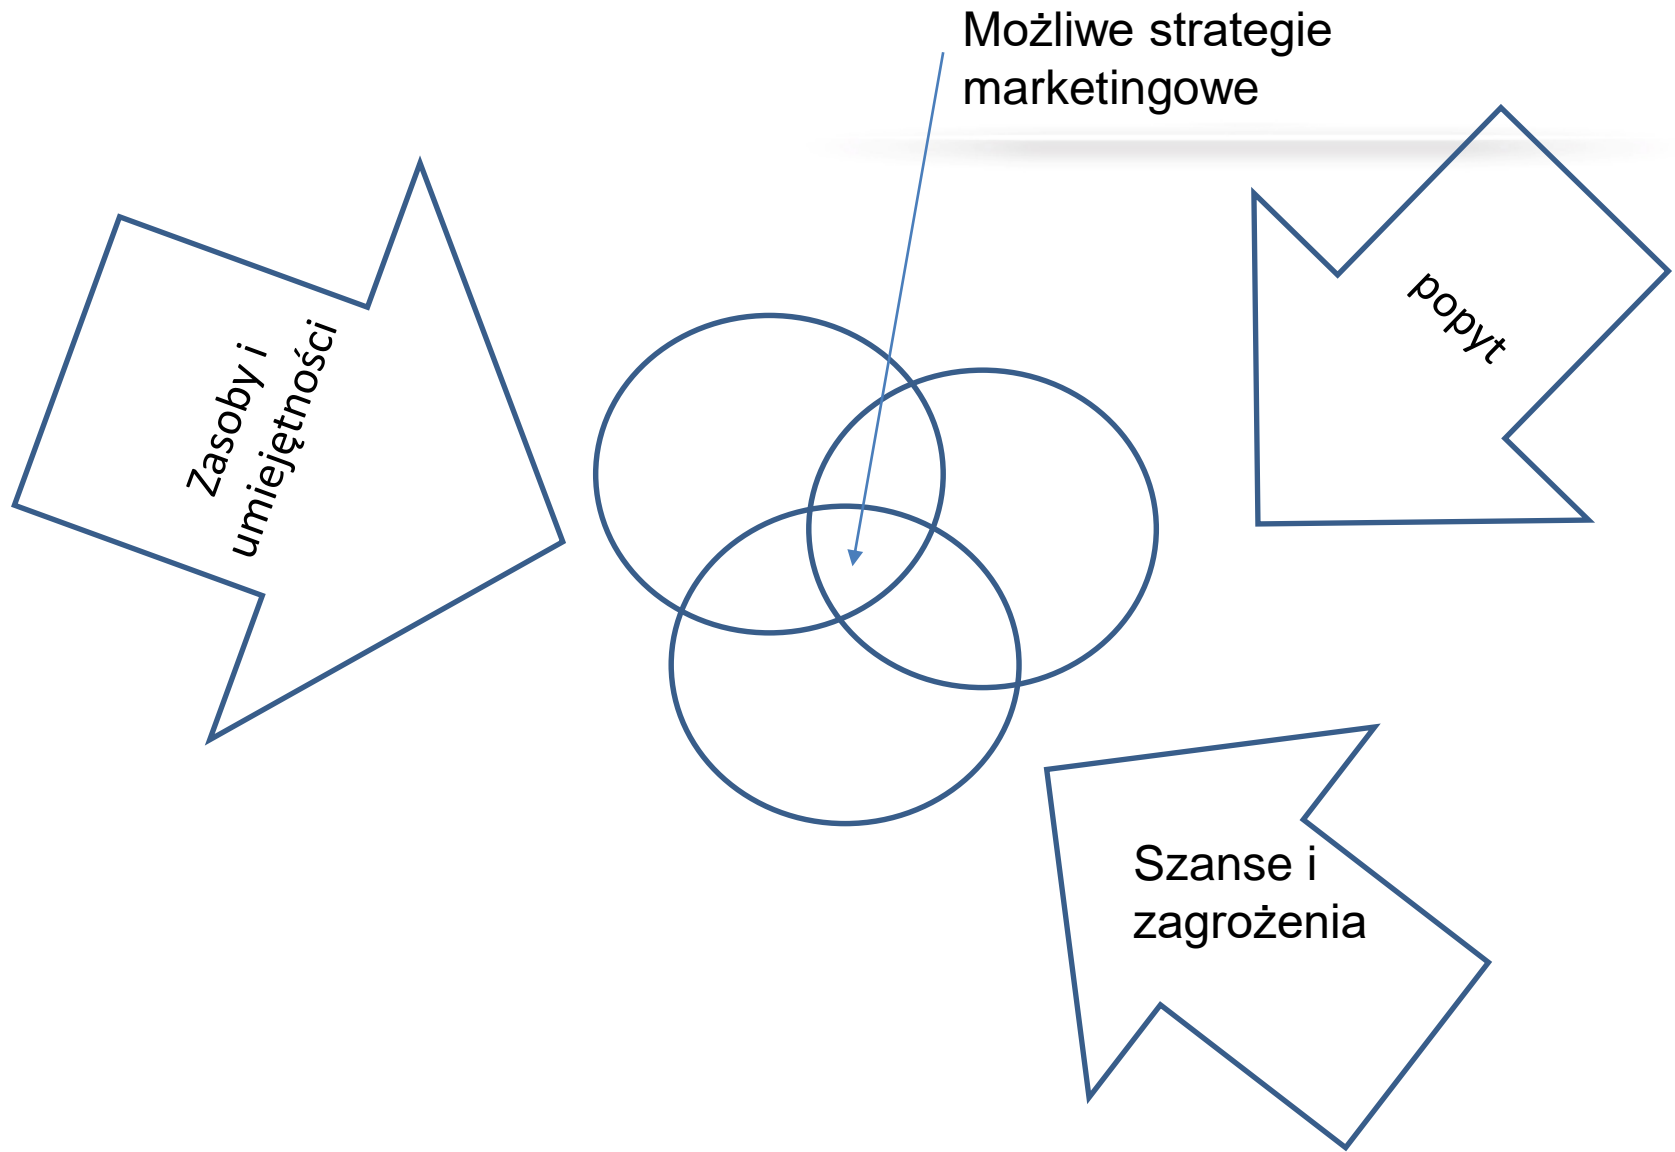 Możliwe strategie
marketingowe
Zasoby i
umiejętności
popyt
Szanse i
zagrożenia